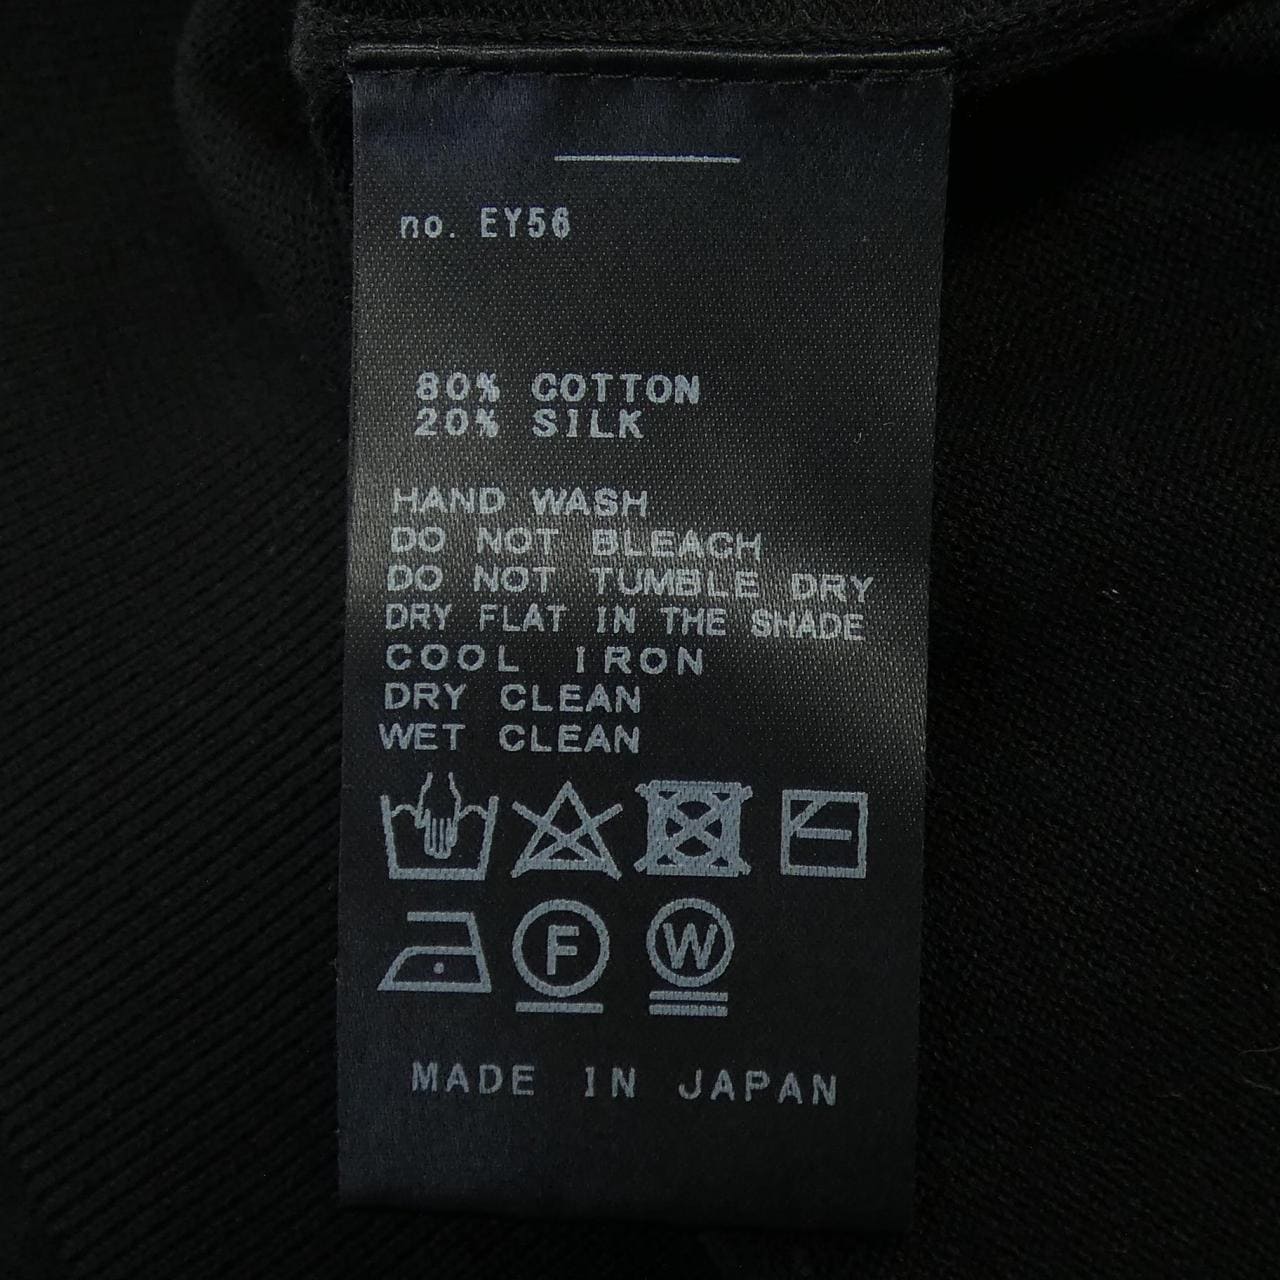 no. EY56
80% COTTON
20% SILK
HAND WASH
DO NOT BLEACH
DO NOT TUMBLE DRY
DRY FLAT IN THE SHADE
COOL IRON
DRY CLEAN
WET CLEAN
F W
MADE IN JAPAN